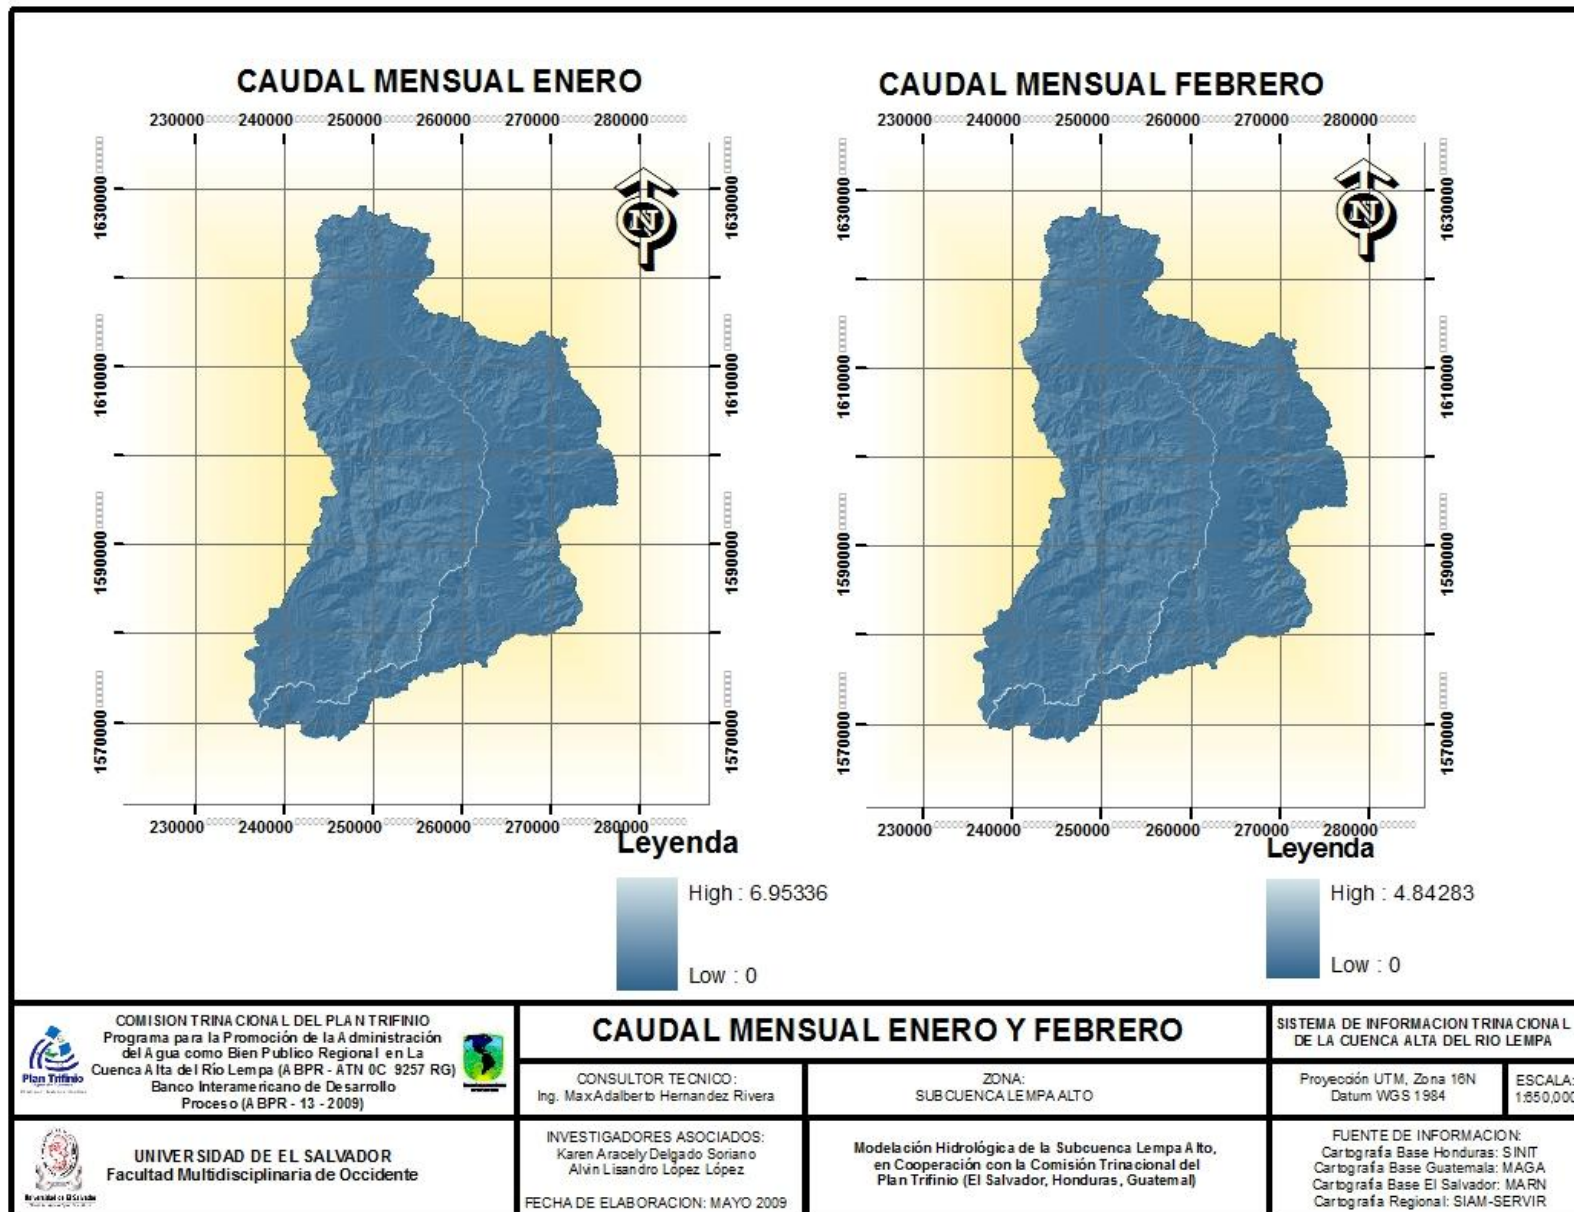 CAUDAL MENSUAL ENERO
230000 240000 250000 260000 270000 280000
1630000
1610000
1590000
1570000
N
1630000
1610000
1590000
1570000
230000 240000 250000 260000 270000 280000
Leyenda
High : 6.95336
Low : 0
CAUDAL MENSUAL FEBRERO
230000 240000 250000 260000 270000 280000
1630000
1610000
1590000
1570000
N
1630000
1610000
1590000
1570000
230000 240000 250000 260000 270000 280000
Leyenda
High : 4.84283
Low : 0
Plan Trifinio
COMISION TRINACIONAL DEL PLAN TRIFINIO
Programa para la Promoción de la Administración
del Agua como Bien Publico Regional en La
Cuenca Alta del Río Lempa (ABPR - ATN 0C 9257 RG)
Banco Interamericano de Desarrollo
Proceso (ABPR - 13 - 2009)
CAUDAL MENSUAL ENERO Y FEBRERO
SISTEMA DE INFORMACION TRINACIONAL
DE LA CUENCA ALTA DEL RIO LEMPA
CONSULTOR TECNICO:
Ing. Max Adalberto Hernandez Rivera
ZONA:
SUBCUENCA LEMPA ALTO
Proyección UTM, Zona 16N
Datum WGS 1984
ESCALA:
1:650,000
Universidad de El Salvador
UNIVERSIDAD DE EL SALVADOR
Facultad Multidisciplinaria de Occidente
INVESTIGADORES ASOCIADOS:
Karen Aracely Delgado Soriano
Alvin Lisandro López López
FECHA DE ELABORACION: MAYO 2009
Modelación Hidrológica de la Subcuenca Lempa Alto,
en Cooperación con la Comisión Trinacional del
Plan Trifinio (El Salvador, Honduras, Guatemal)
FUENTE DE INFORMACION:
Cartografía Base Honduras: SINIT
Cartografía Base Guatemala: MAGA
Cartografía Base El Salvador: MARN
Cartografía Regional: SIAM-SERVIR